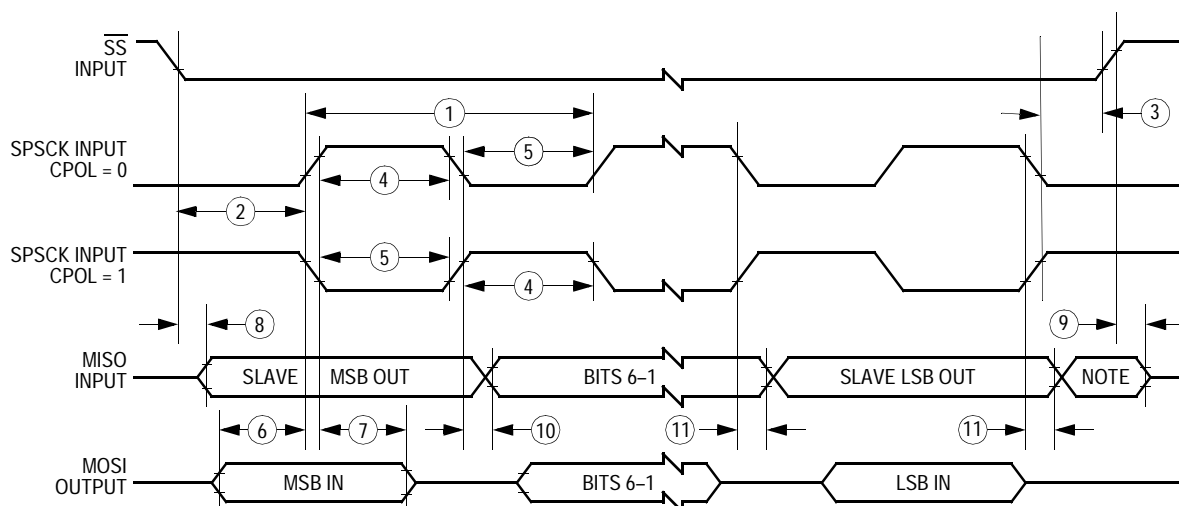 SS
INPUT
1
3
SPSCK INPUT
CPOL = 0
5
4
2
SPSCK INPUT
CPOL = 1
5
4
8
9
MISO
INPUT
SLAVE MSB OUT
BITS 6–1
SLAVE LSB OUT
NOTE
6
7
10
11
11
MOSI
OUTPUT
MSB IN
BITS 6–1
LSB IN